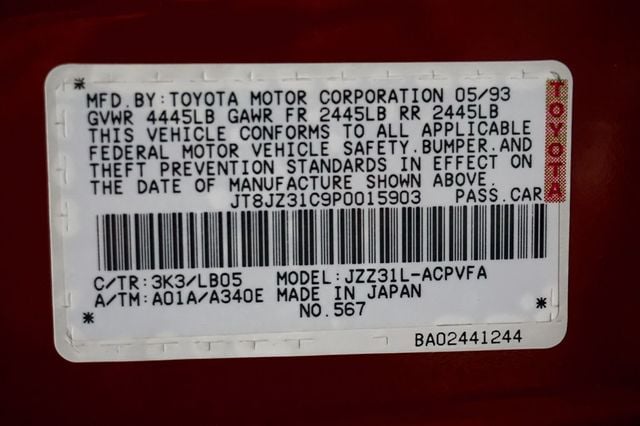 MFD.BY:TOYOTA MOTOR CORPORATION 05/93
GVWR 4445LB GAWR FR 2445LB RR 2445LB
THIS VEHICLE CONFORMS TO ALL APPLICABLE
FEDERAL MOTOR VEHICLE SAFETY.BUMPER.AND
THEFT PREVENTION STANDARDS IN EFFECT ON
THE DATE OF MANUFACTURE SHOWN ABOVE.
JT8JZ31C9P0015903 PASS.CAR
TOYOTA
C/TR:3K3/LB05 MODEL:JZZ31L-ACPVFA
A/TM:A01A/A340E MADE IN JAPAN
NO.567
BA02441244